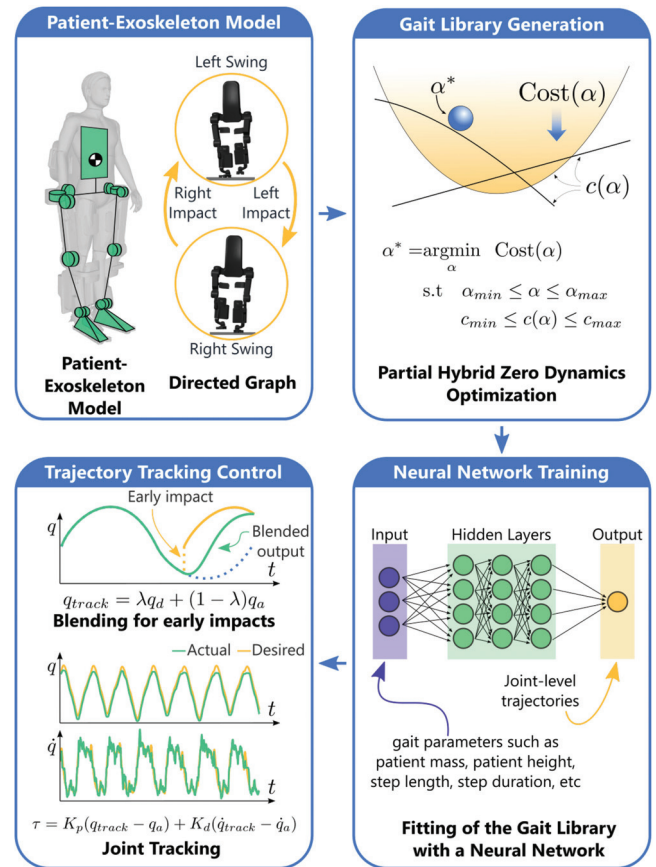 Patient-Exoskeleton Model
Left Swing
Right
Impact
Left
Impact
Right Swing
Patient-
Exoskeleton
Model
Directed Graph
Gait Library Generation
α*
Cost(α)
c(α)
α* =argmin Cost(α)
α
s.t α_min ≤ α ≤ α_max
c_min ≤ c(α) ≤ c_max
Partial Hybrid Zero Dynamics
Optimization
Trajectory Tracking Control
Early impact
q
Blended
output
t
q_track = λq_d + (1 − λ)q_a
Blending for early impacts
Actual Desired
q
t
q̇
t
τ = K_p(q_track − q_a) + K_d(q̇_track − q̇_a)
Joint Tracking
Neural Network Training
Input Hidden Layers Output
Joint-level
trajectories
gait parameters such as
patient mass, patient height,
step length, step duration, etc
Fitting of the Gait Library
with a Neural Network